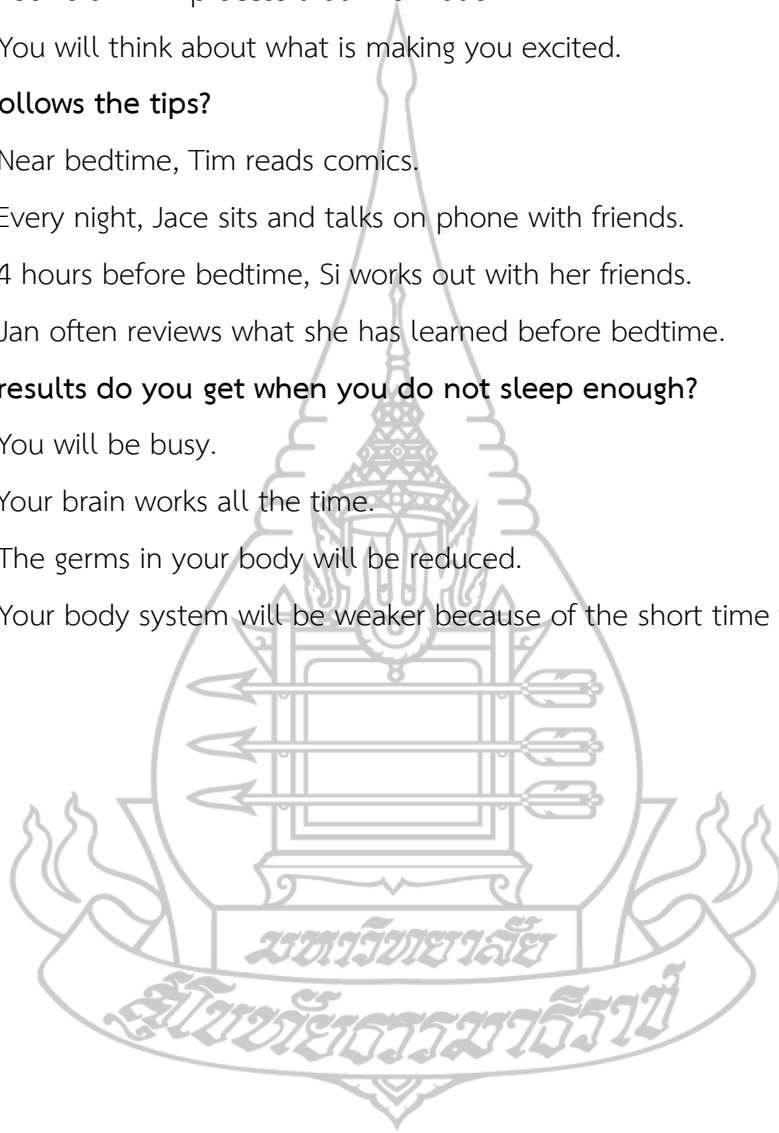 You will think about what is making you excited.
ollows the tips?
Near bedtime, Tim reads comics.
Every night, Jace sits and talks on phone with friends.
4 hours before bedtime, Si works out with her friends.
Jan often reviews what she has learned before bedtime.
results do you get when you do not sleep enough?
You will be busy.
Your brain works all the time.
The germs in your body will be reduced.
Your body system will be weaker because of the short time
มหาวิทยาลัย
สุโขทัยธรรมาธิราช